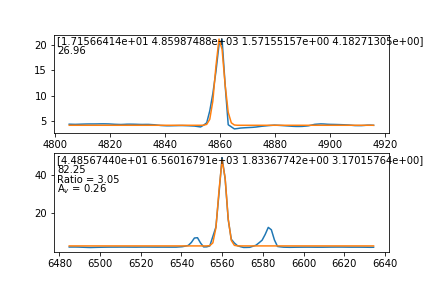 [1.71566414e+01 4.85987488e+03 1.57155157e+00 4.18271305e+00]
26.96
20
15
10
5
4800 4820 4840 4860 4880 4900 4920
[4.48567440e+01 6.56016791e+03 1.83367742e+00 3.17015764e+00]
82.25
Ratio = 3.05
Aᵥ = 0.26
40
20
6480 6500 6520 6540 6560 6580 6600 6620 6640